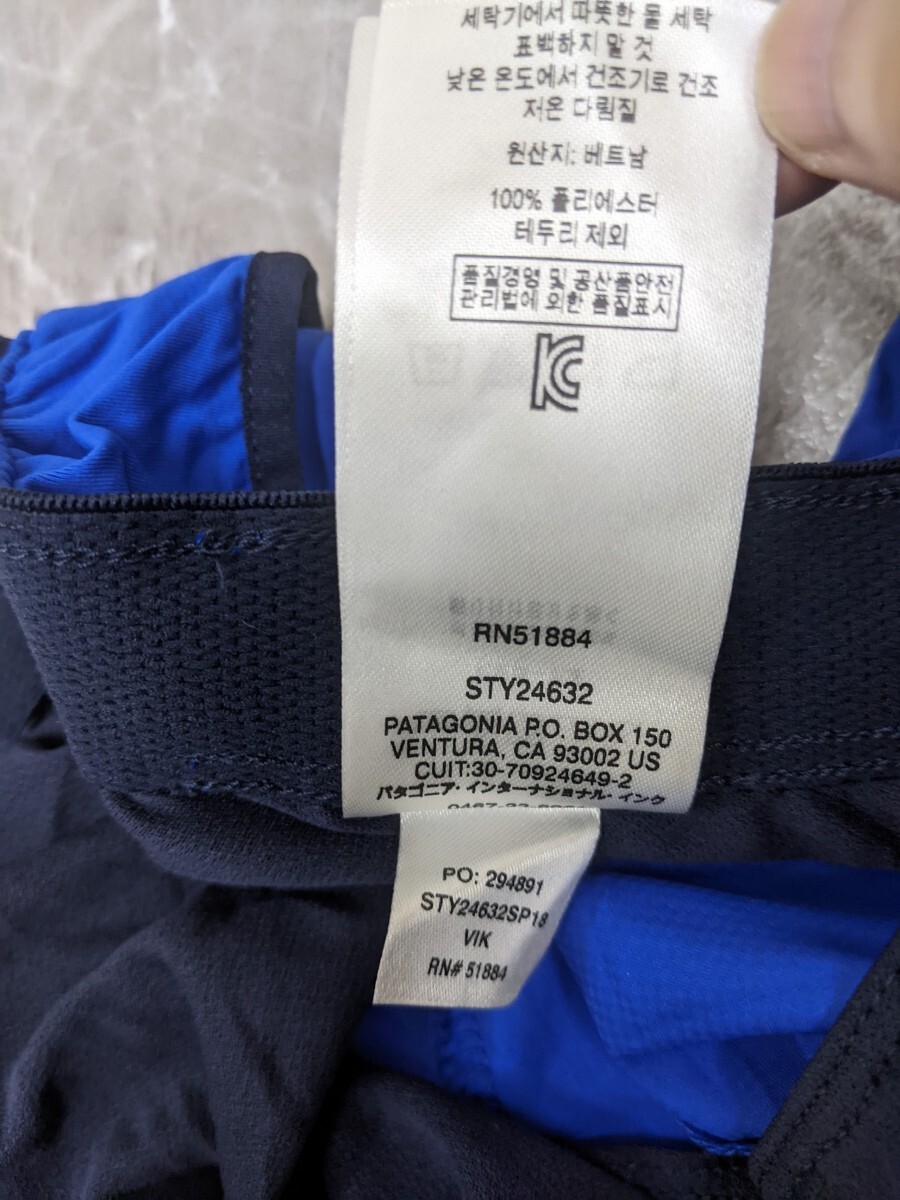 세탁기에서 따뜻한 물 세탁
표백하지 말 것
낮은 온도에서 건조기로 건조
저온 다림질
원산지: 베트남
100% 폴리에스터
테두리 제외
품질경영 및 공산품안전
관리법에 의한 품질표시
KC
RN51884
STY24632
PATAGONIA P.O. BOX 150
VENTURA, CA 93002 US
CUIT:30-70924649-2
パタゴニア・インターナショナル・インク
PO: 294891
STY24632SP18
VIK
RN# 51884